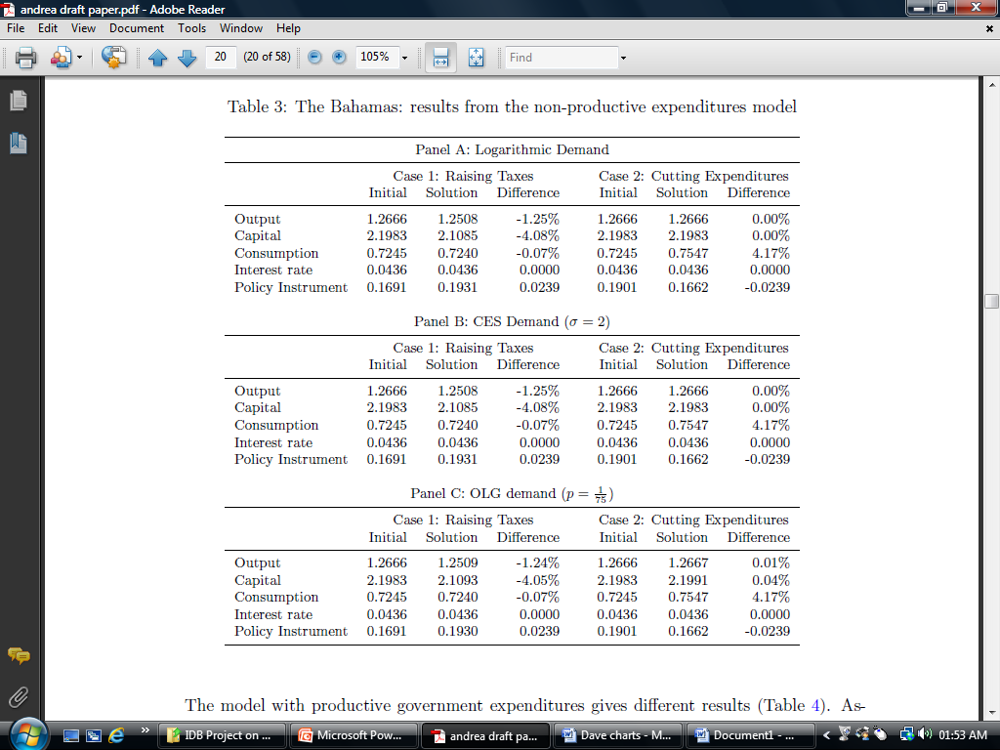 andrea draft paper.pdf - Adobe Reader
File Edit View Document Tools Window Help
20 (20 of 58) 105% Find
Table 3: The Bahamas: results from the non-productive expenditures model
Panel A: Logarithmic Demand
Case 1: Raising Taxes Case 2: Cutting Expenditures
Initial Solution Difference Initial Solution Difference
Output 1.2666 1.2508 -1.25% 1.2666 1.2666 0.00%
Capital 2.1983 2.1085 -4.08% 2.1983 2.1983 0.00%
Consumption 0.7245 0.7240 -0.07% 0.7245 0.7547 4.17%
Interest rate 0.0436 0.0436 0.0000 0.0436 0.0436 0.0000
Policy Instrument 0.1691 0.1931 0.0239 0.1901 0.1662 -0.0239
Panel B: CES Demand (σ = 2)
Case 1: Raising Taxes Case 2: Cutting Expenditures
Initial Solution Difference Initial Solution Difference
Output 1.2666 1.2508 -1.25% 1.2666 1.2666 0.00%
Capital 2.1983 2.1085 -4.08% 2.1983 2.1983 0.00%
Consumption 0.7245 0.7240 -0.07% 0.7245 0.7547 4.17%
Interest rate 0.0436 0.0436 0.0000 0.0436 0.0436 0.0000
Policy Instrument 0.1691 0.1931 0.0239 0.1901 0.1662 -0.0239
Panel C: OLG demand (p = 1/75)
Case 1: Raising Taxes Case 2: Cutting Expenditures
Initial Solution Difference Initial Solution Difference
Output 1.2666 1.2509 -1.24% 1.2666 1.2667 0.01%
Capital 2.1983 2.1093 -4.05% 2.1983 2.1991 0.04%
Consumption 0.7245 0.7240 -0.07% 0.7245 0.7547 4.17%
Interest rate 0.0436 0.0436 0.0000 0.0436 0.0436 0.0000
Policy Instrument 0.1691 0.1930 0.0239 0.1901 0.1662 -0.0239
The model with productive government expenditures gives different results (Table 4). As-
» IDB Project on ... Microsoft Pow... andrea draft pa... Dave charts - M... Document1 - ... < 01:53 AM